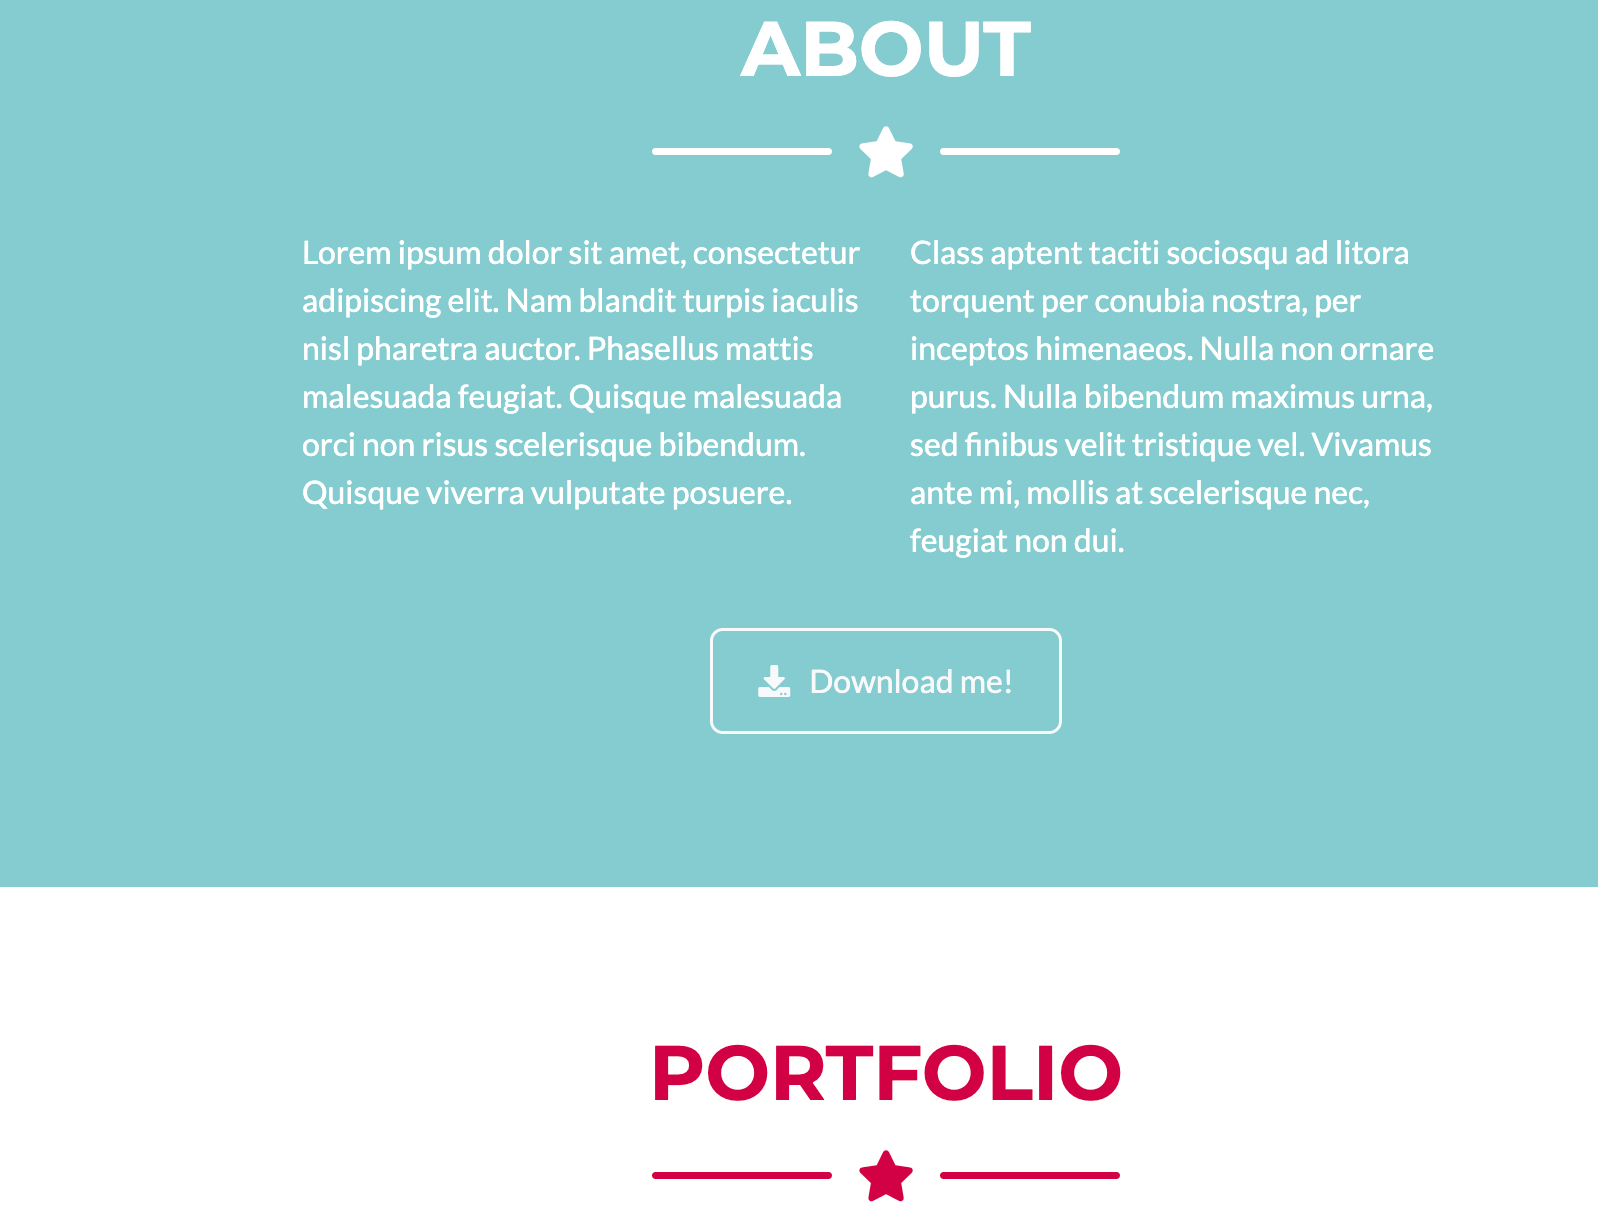 ABOUT
Lorem ipsum dolor sit amet, consectetur
adipiscing elit. Nam blandit turpis iaculis
nisl pharetra auctor. Phasellus mattis
malesuada feugiat. Quisque malesuada
orci non risus scelerisque bibendum.
Quisque viverra vulputate posuere.
Class aptent taciti sociosqu ad litora
torquent per conubia nostra, per
inceptos himenaeos. Nulla non ornare
purus. Nulla bibendum maximus urna,
sed finibus velit tristique vel. Vivamus
ante mi, mollis at scelerisque nec,
feugiat non dui.
Download me!
PORTFOLIO